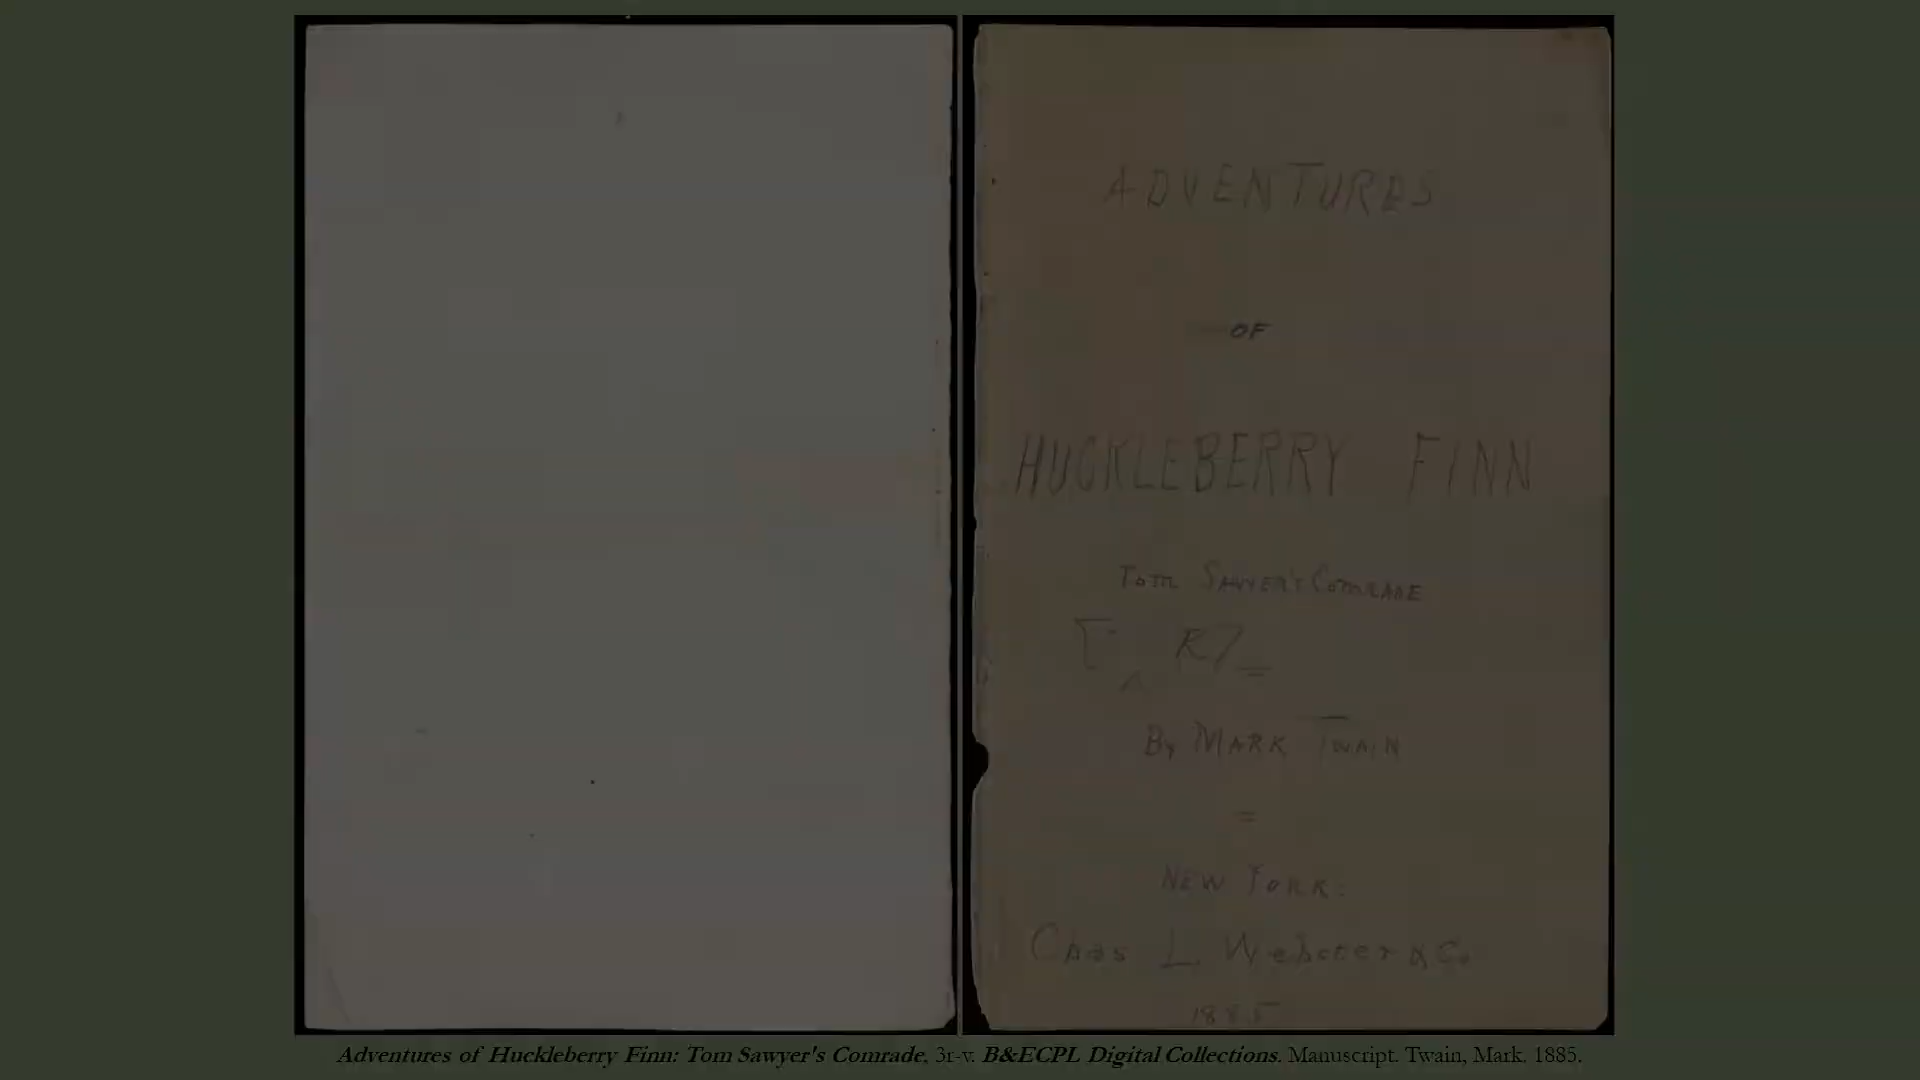 ADVENTURES
OF
HUCKLEBERRY FINN
TOM SAWYER'S COMRADE
By MARK TWAIN
=
NEW YORK:
Chas L. Webster & Co.
1885
Adventures of Huckleberry Finn: Tom Sawyer's Comrade, 3r-v. B&ECPL Digital Collections. Manuscript. Twain, Mark. 1885.